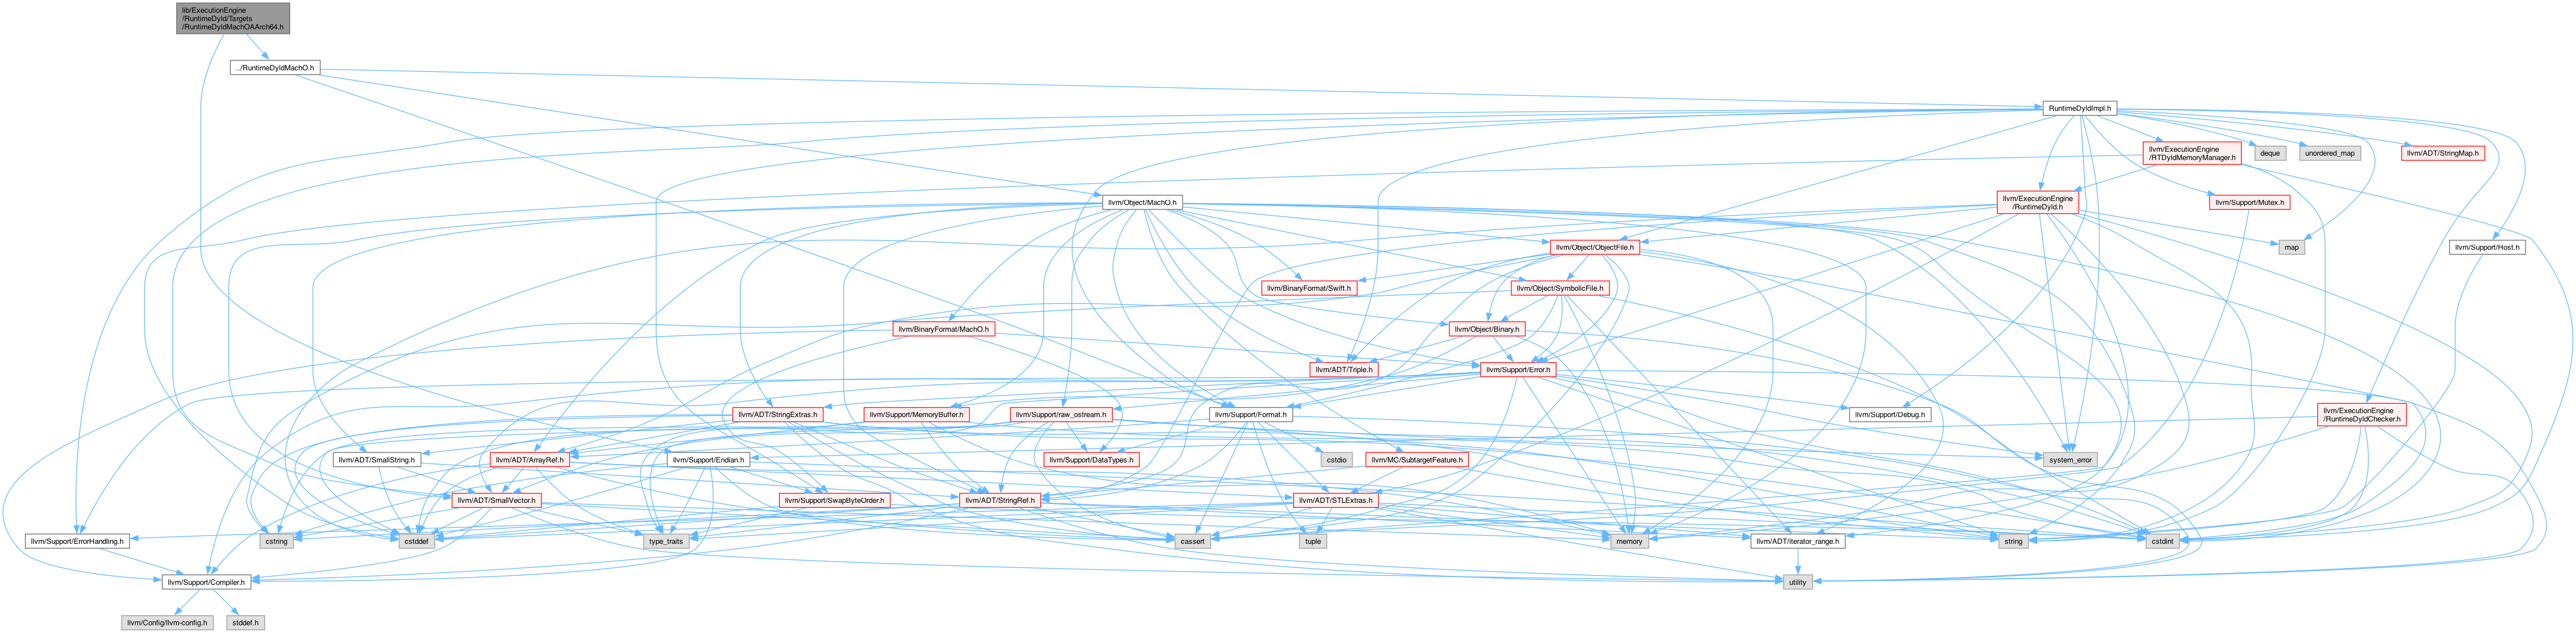 lib/ExecutionEngine
/RuntimeDyld/Targets
/RuntimeDyldMachOAArch64.h
../RuntimeDyldMachO.h
RuntimeDyldImpl.h
llvm/ExecutionEngine
/RTDyldMemoryManager.h
deque
unordered_map
llvm/ADT/StringMap.h
llvm/Object/MachO.h
llvm/ExecutionEngine
/RuntimeDyld.h
llvm/Support/Mutex.h
llvm/Object/ObjectFile.h
map
llvm/Support/Host.h
llvm/BinaryFormat/Swift.h
llvm/Object/SymbolicFile.h
llvm/BinaryFormat/MachO.h
llvm/Object/Binary.h
llvm/ADT/Triple.h
llvm/Support/Error.h
llvm/ADT/StringExtras.h
llvm/Support/MemoryBuffer.h
llvm/Support/raw_ostream.h
llvm/Support/Format.h
llvm/Support/Debug.h
llvm/ExecutionEngine
/RuntimeDyldChecker.h
llvm/ADT/SmallString.h
llvm/ADT/ArrayRef.h
llvm/Support/Endian.h
llvm/Support/DataTypes.h
cstdio
llvm/MC/SubtargetFeature.h
system_error
llvm/ADT/SmallVector.h
llvm/Support/SwapByteOrder.h
llvm/ADT/StringRef.h
llvm/ADT/STLExtras.h
llvm/Support/ErrorHandling.h
cstring
cstddef
type_traits
cassert
tuple
memory
llvm/ADT/iterator_range.h
string
cstdint
llvm/Support/Compiler.h
utility
llvm/Config/llvm-config.h
stddef.h